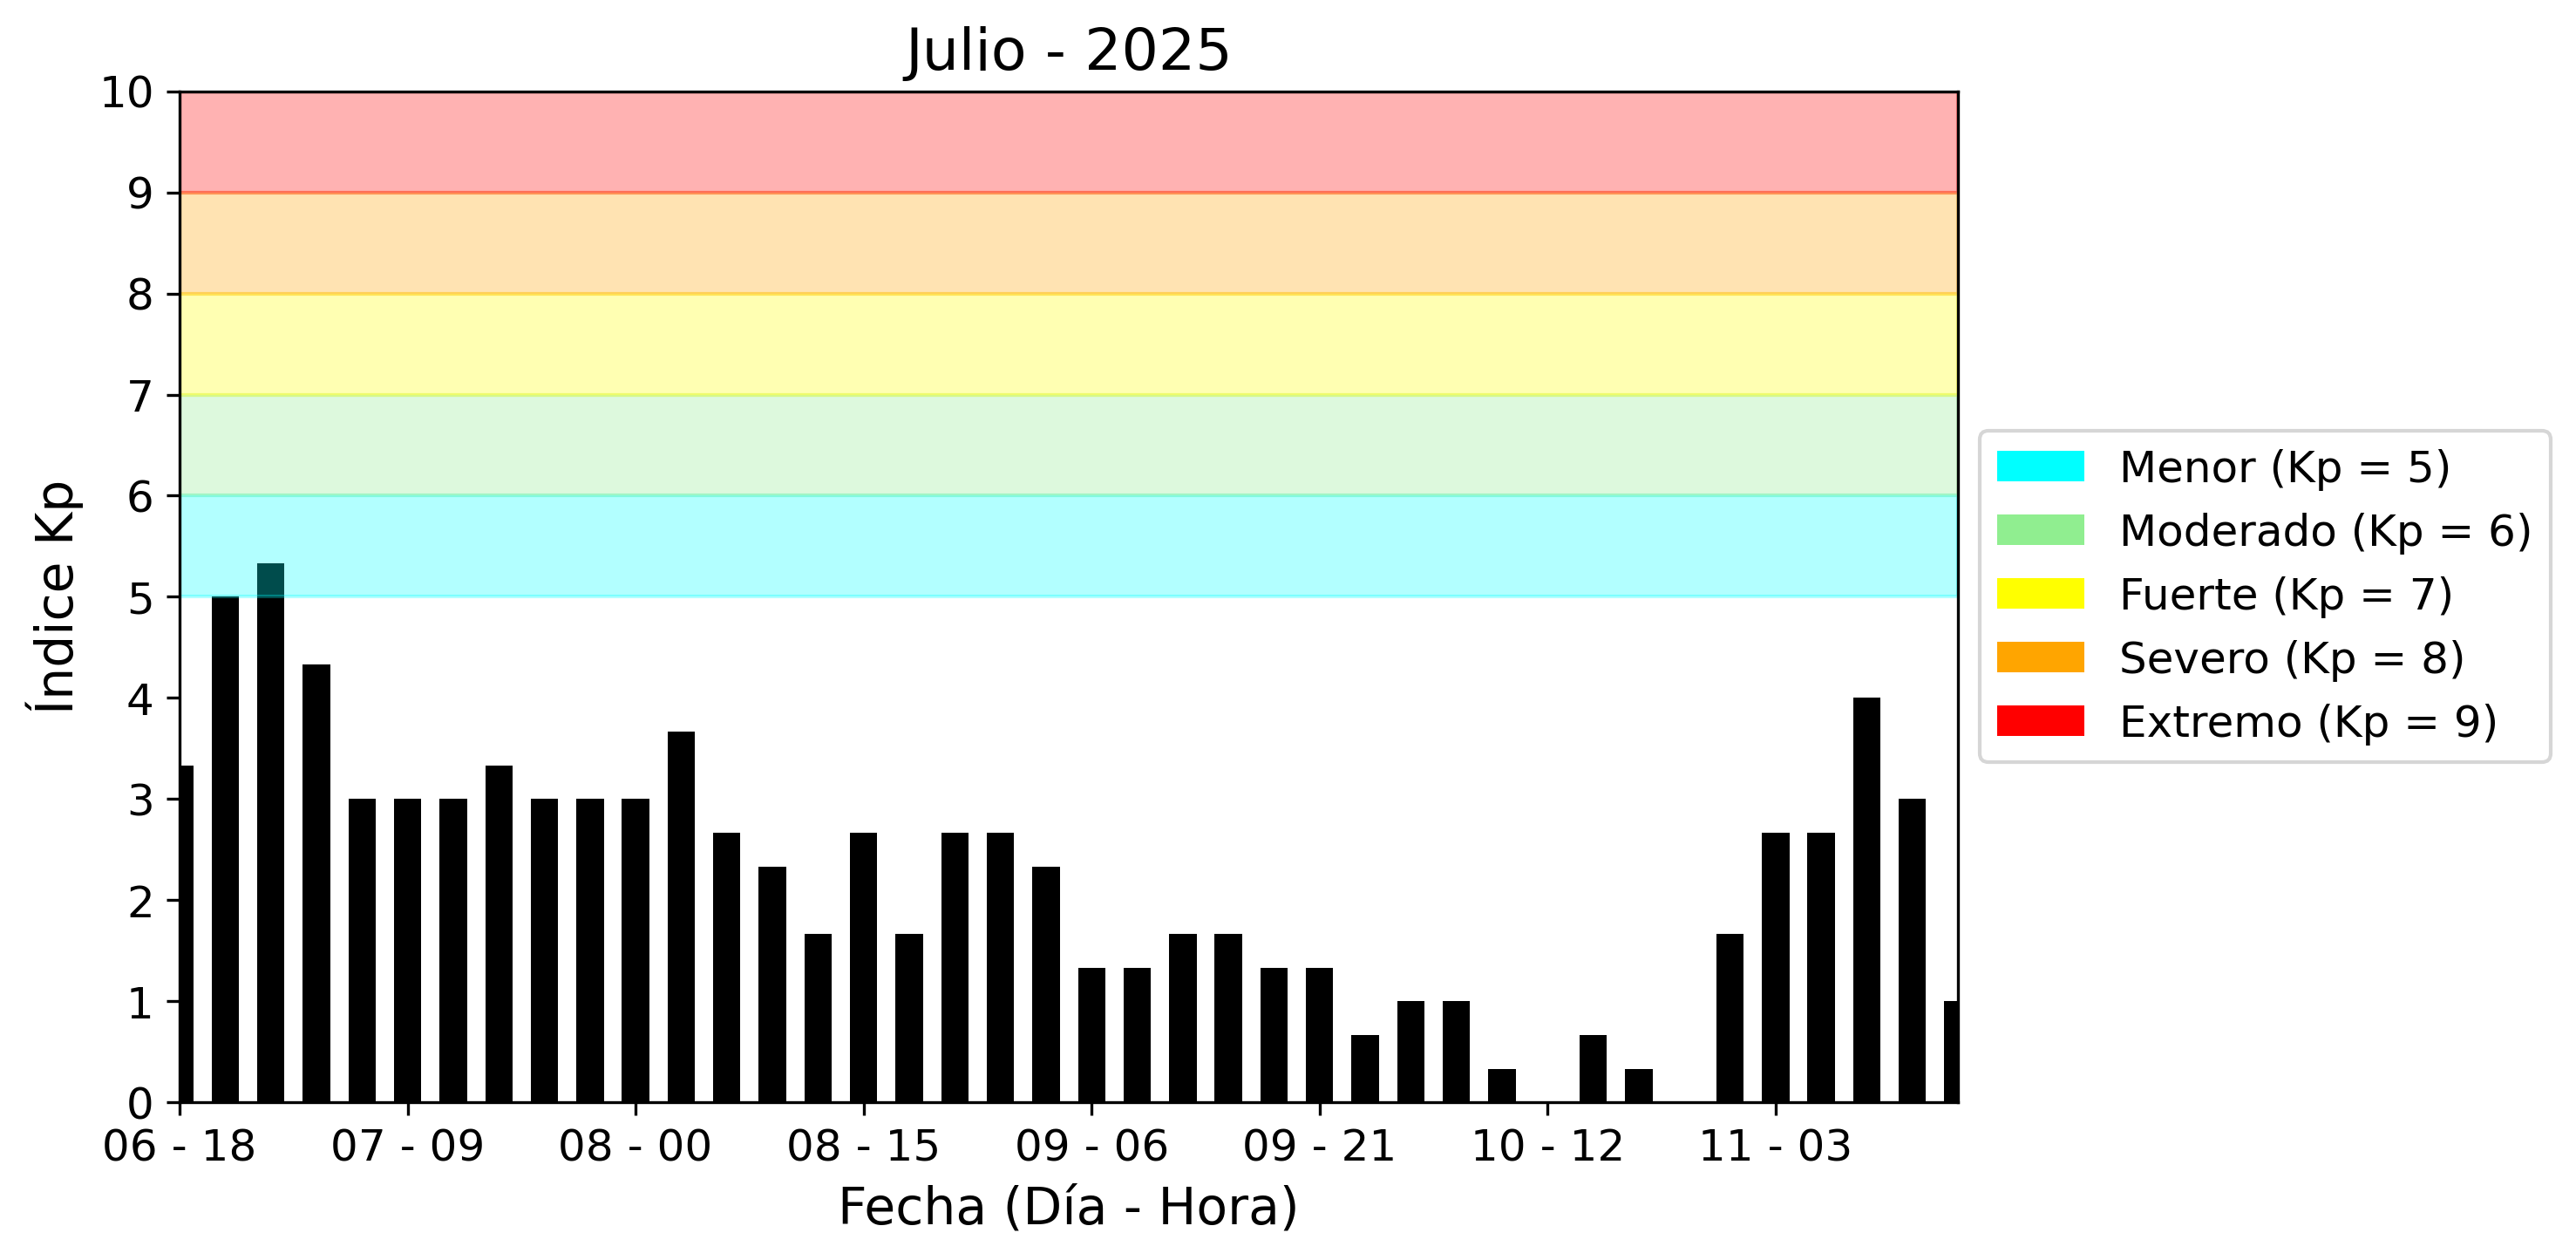 Julio - 2025
10
9
8
7
6
5
4
3
2
1
0
Índice Kp
06 - 18 07 - 09 08 - 00 08 - 15 09 - 06 09 - 21 10 - 12 11 - 03
Fecha (Día - Hora)
Menor (Kp = 5)
Moderado (Kp = 6)
Fuerte (Kp = 7)
Severo (Kp = 8)
Extremo (Kp = 9)